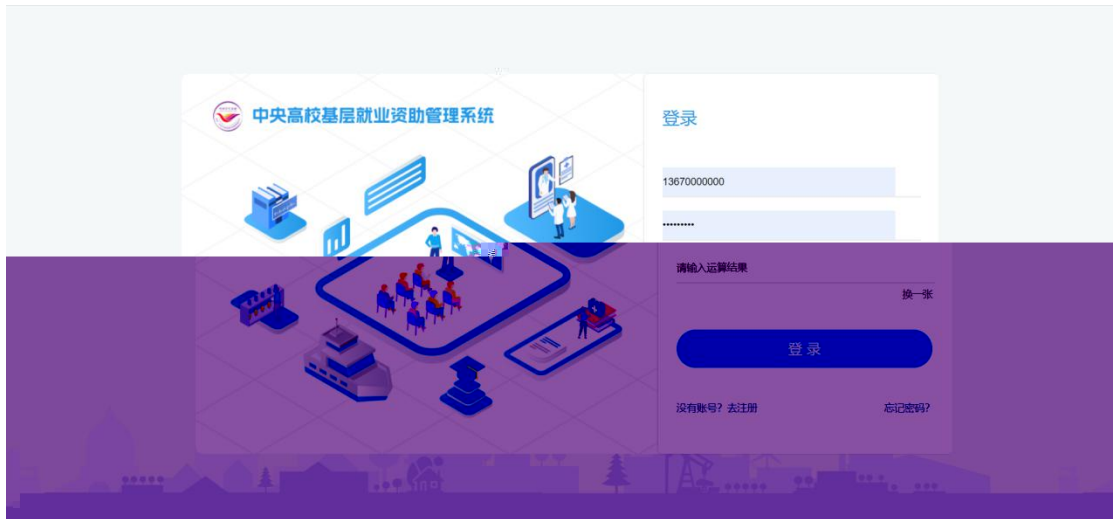 中央高校基层就业资助管理系统
登录
13670000000
•••••••••
请输入运算结果
换一张
登 录
没有账号？去注册
忘记密码？